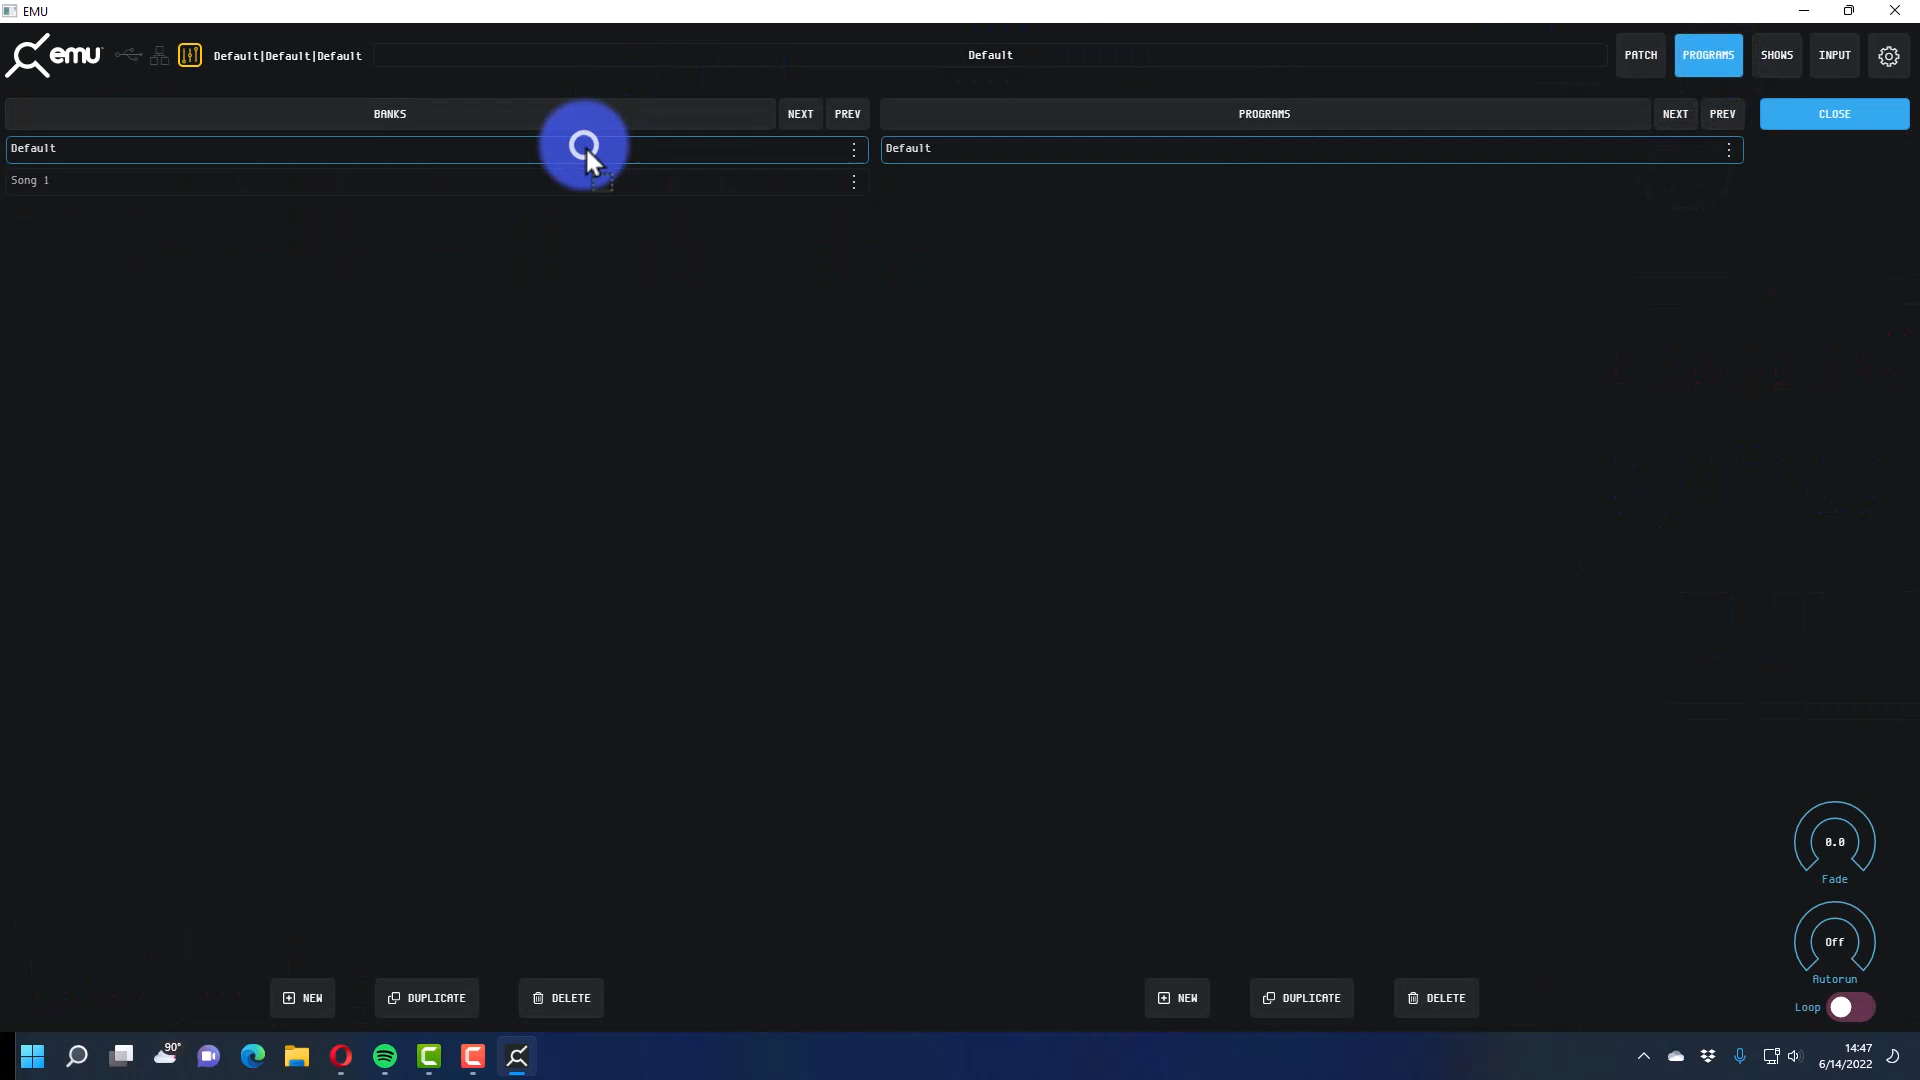 EMU
emu
Default|Default|Default
Default
PATCH
PROGRAMS
SHOWS
INPUT
BANKS
NEXT
PREV
PROGRAMS
NEXT
PREV
CLOSE
Default
Default
Song 1
0.0
Fade
Off
Autorun
Loop
NEW
DUPLICATE
DELETE
NEW
DUPLICATE
DELETE
90°
14:47
6/14/2022